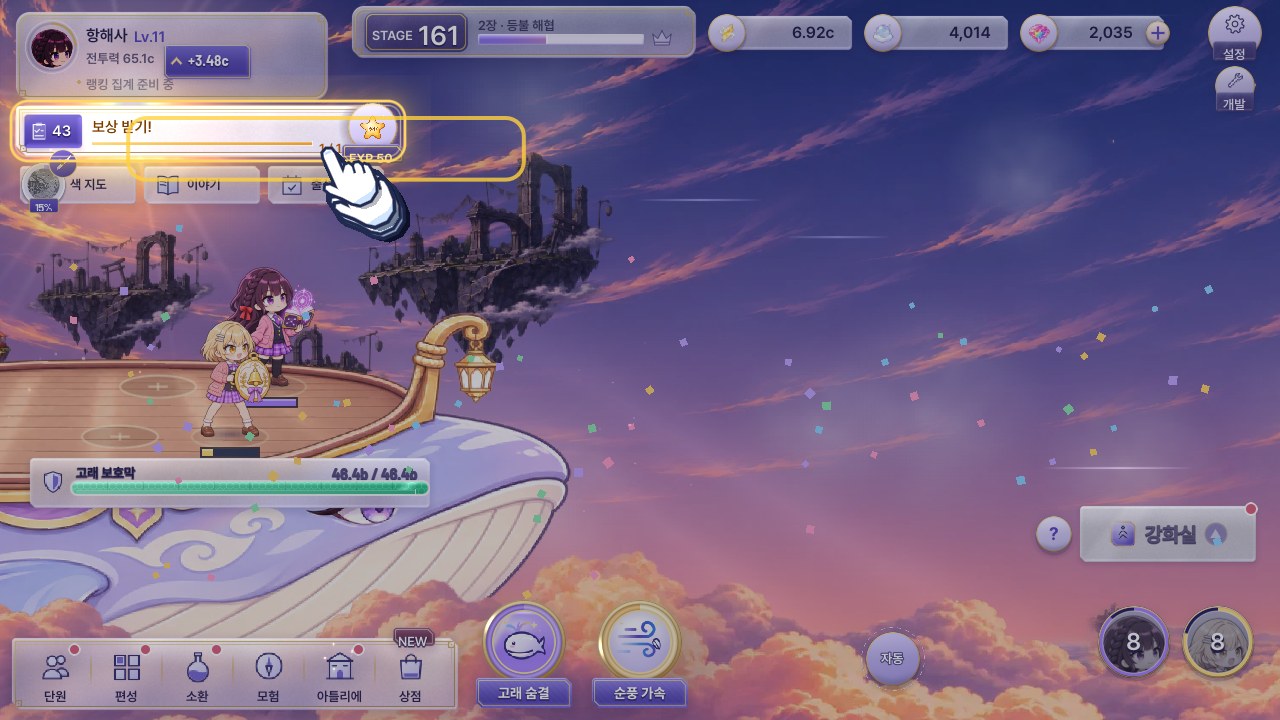 항해사 Lv.11
전투력 65.1c
+3.48c
* 랭킹 집계 준비 중
STAGE 161
2장 · 등불 해협
6.92c
4,014
2,035
설정
개발
43
보상 받기!
EXP 50
색 지도
15%
이야기
고래 보호막
46.4b / 46.4b
?
강화실
단원
편성
소환
모험
아틀리에
NEW
상점
고래 숨결
순풍 가속
자동
8
8